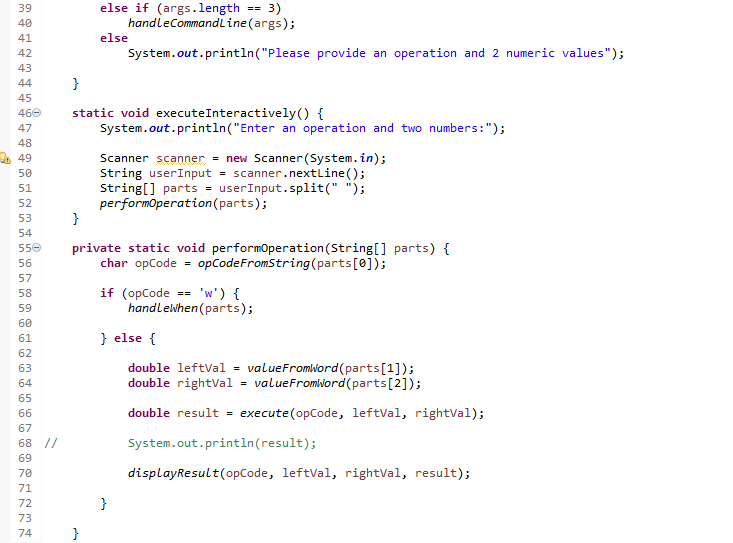 39 else if (args.length == 3)
40 handleCommandLine(args);
41 else
42 System.out.println("Please provide an operation and 2 numeric values");
43
44 }
45
46 static void executeInteractively() {
47 System.out.println("Enter an operation and two numbers:");
48
49 Scanner scanner = new Scanner(System.in);
50 String userInput = scanner.nextLine();
51 String[] parts = userInput.split(" ");
52 performOperation(parts);
53 }
54
55 private static void performOperation(String[] parts) {
56 char opCode = opCodeFromString(parts[0]);
57
58 if (opCode == 'w') {
59 handleWhen(parts);
60
61 } else {
62
63 double leftVal = valueFromWord(parts[1]);
64 double rightVal = valueFromWord(parts[2]);
65
66 double result = execute(opCode, leftVal, rightVal);
67
68 // System.out.println(result);
69
70 displayResult(opCode, leftVal, rightVal, result);
71
72 }
73
74 }